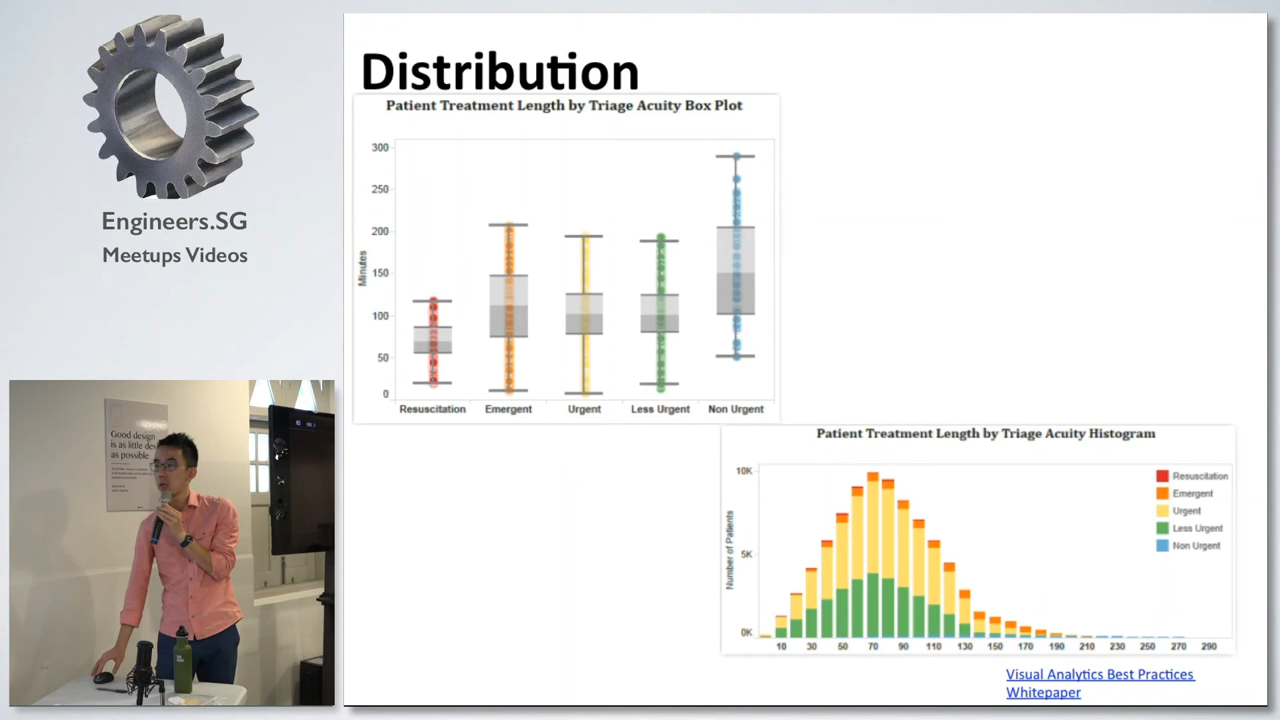 Engineers.SG
Meetups Videos
Good design
is as little
as possible
Distribution
Patient Treatment Length by Triage Acuity Box Plot
Minutes
300
250
200
150
100
50
0
Resuscitation
Emergent
Urgent
Less Urgent
Non Urgent
Patient Treatment Length by Triage Acuity Histogram
Number of Patients
10K
5K
0K
10 30 50 70 90 110 130 150 170 190 210 230 250 270 290
Resuscitation
Emergent
Urgent
Less Urgent
Non Urgent
Visual Analytics Best Practices
Whitepaper